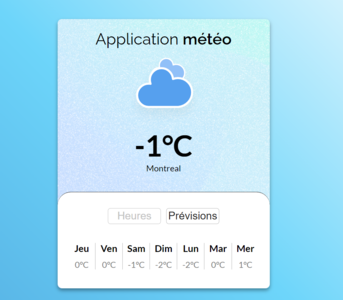 Application météo
-1°C
Montreal
Heures Prévisions
Jeu Ven Sam Dim Lun Mar Mer
0°C 0°C -1°C -2°C -2°C 0°C 1°C